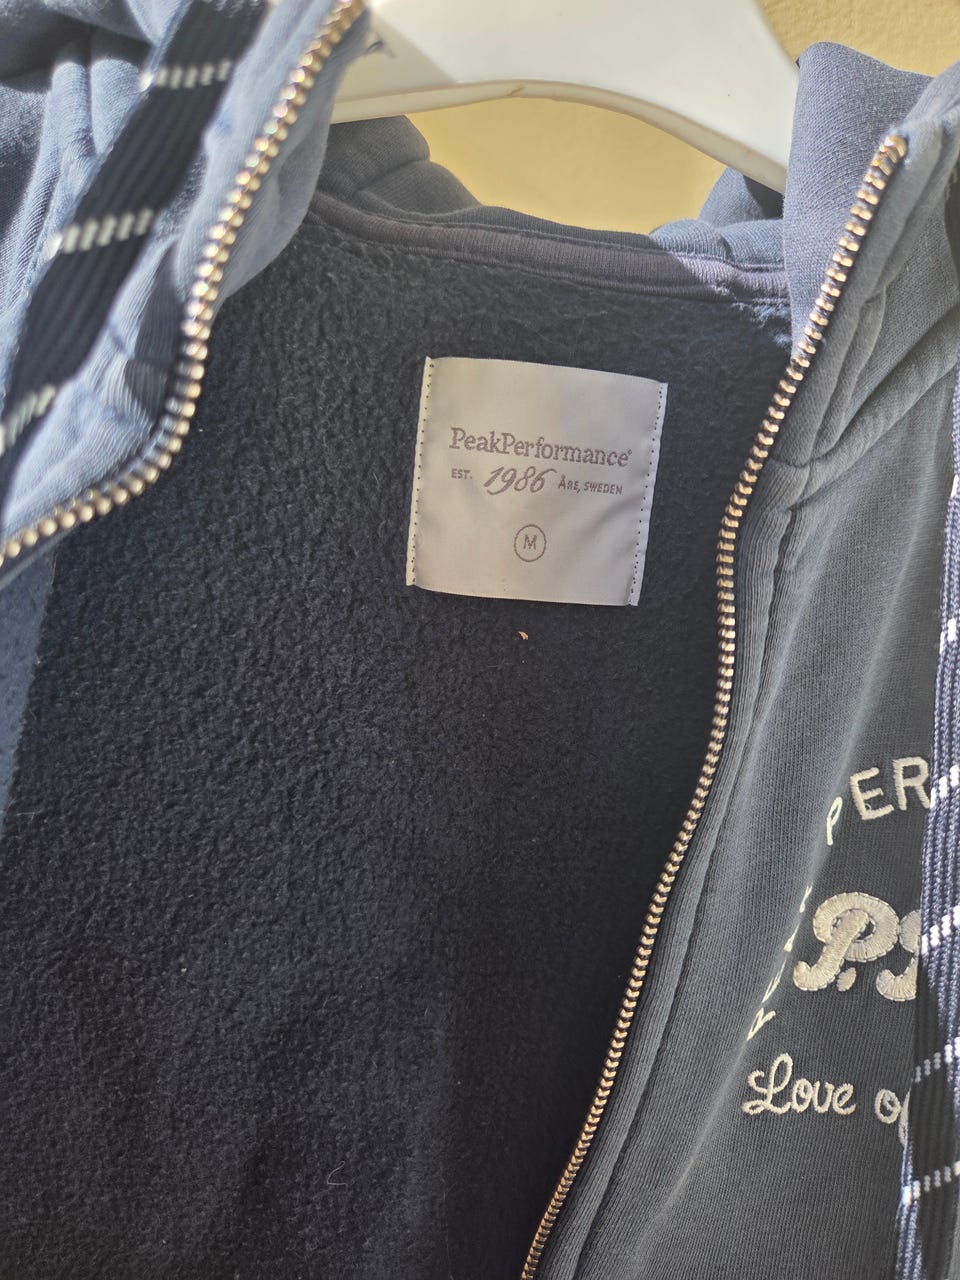 PeakPerformance®
EST. 1986 ÅRE, SWEDEN
M
PER
P.P
Love